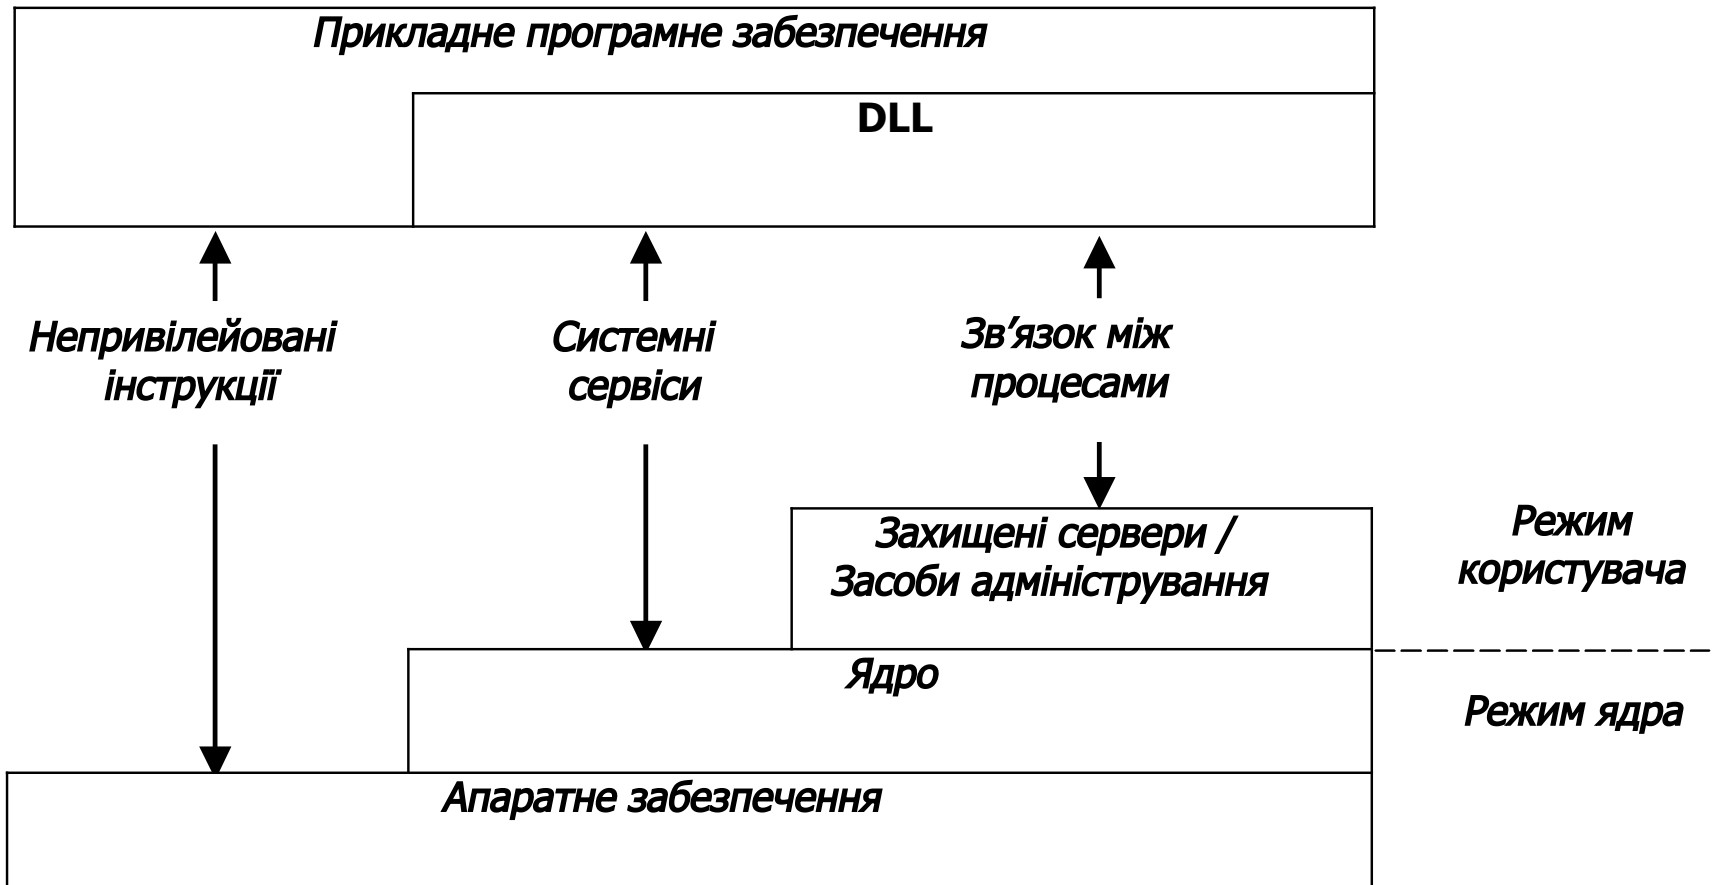 Прикладне програмне забезпечення
DLL
Непривілейовані
інструкції
Системні
сервіси
Зв’язок між
процесами
Захищені сервери /
Засоби адміністрування
Режим
користувача
Ядро
Режим ядра
Апаратне забезпечення